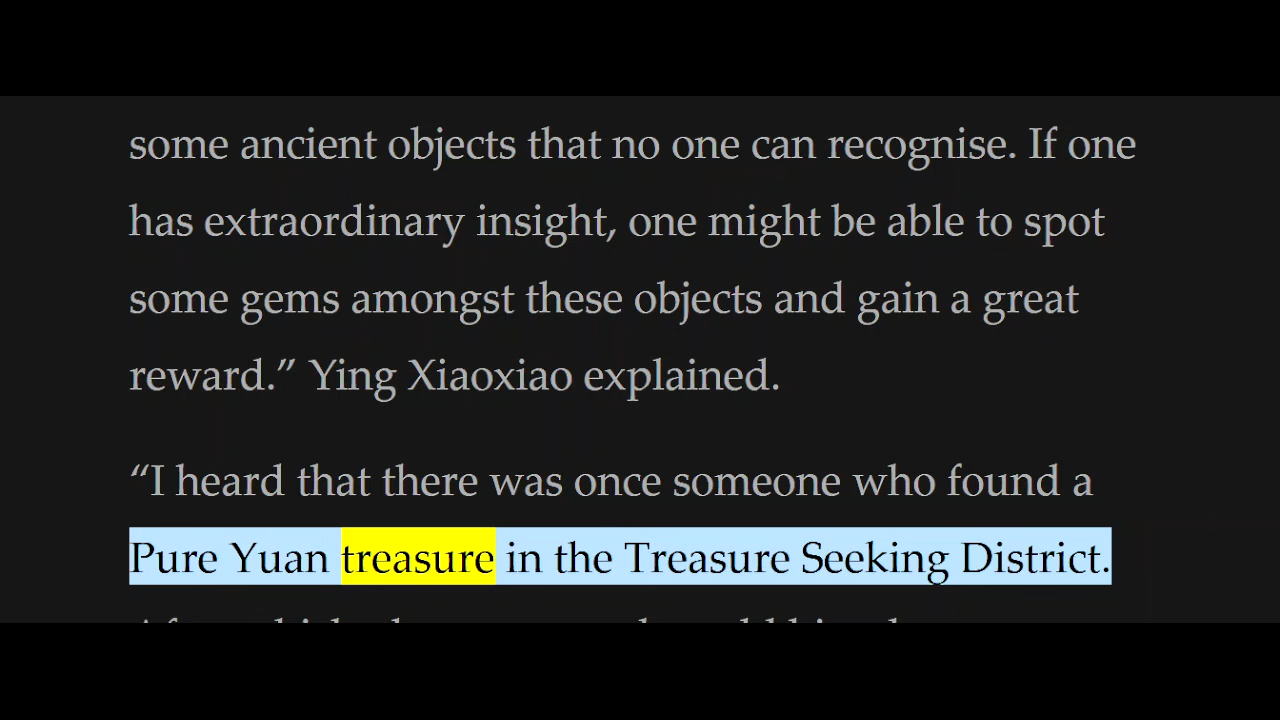 some ancient objects that no one can recognise. If one
has extraordinary insight, one might be able to spot
some gems amongst these objects and gain a great
reward.” Ying Xiaoxiao explained.
“I heard that there was once someone who found a
Pure Yuan treasure in the Treasure Seeking District.